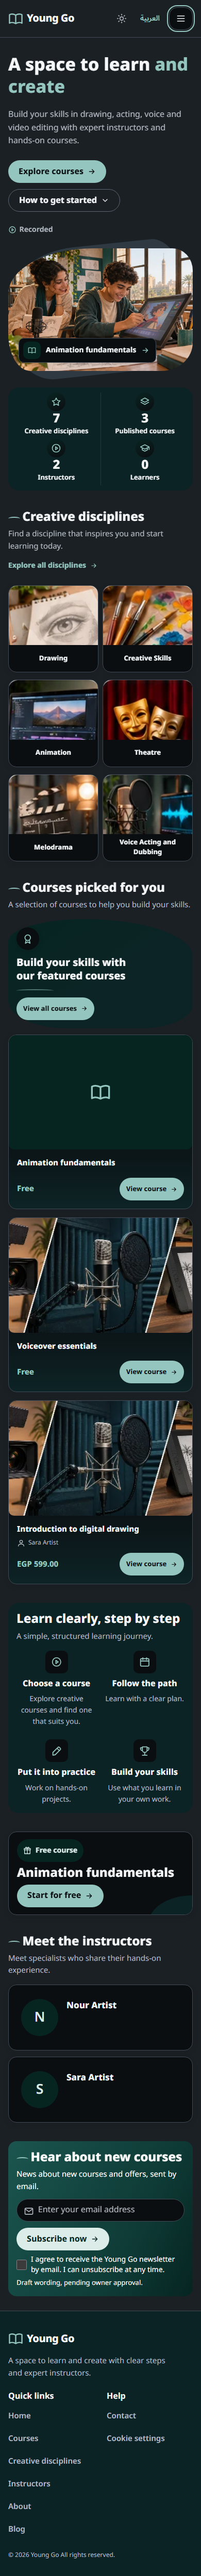 Young Go
العربية
A space to learn and
create
Build your skills in drawing, acting, voice and
video editing with expert instructors and
hands-on courses.
Explore courses
How to get started
Recorded
Animation fundamentals
7
Creative disciplines
3
Published courses
2
Instructors
0
Learners
Creative disciplines
Find a discipline that inspires you and start
learning today.
Explore all disciplines
Drawing
Creative Skills
Animation
Theatre
Melodrama
Voice Acting and
Dubbing
Courses picked for you
A selection of courses to help you build your skills.
Build your skills with
our featured courses
View all courses
Animation fundamentals
Free
View course
Voiceover essentials
Free
View course
Introduction to digital drawing
Sara Artist
EGP 599.00
View course
Learn clearly, step by step
A simple, structured learning journey.
Choose a course
Explore creative
courses and find one
that suits you.
Follow the path
Learn with a clear plan.
Put it into practice
Work on hands-on
projects.
Build your skills
Use what you learn in
your own work.
Free course
Animation fundamentals
Start for free
Meet the instructors
Meet specialists who share their hands-on
experience.
N
Nour Artist
S
Sara Artist
Hear about new courses
News about new courses and offers, sent by
email.
Enter your email address
Subscribe now
I agree to receive the Young Go newsletter
by email. I can unsubscribe at any time.
Draft wording, pending owner approval.
Young Go
A space to learn and create with clear steps
and expert instructors.
Quick links
Home
Courses
Creative disciplines
Instructors
About
Blog
Help
Contact
Cookie settings
© 2026 Young Go All rights reserved.